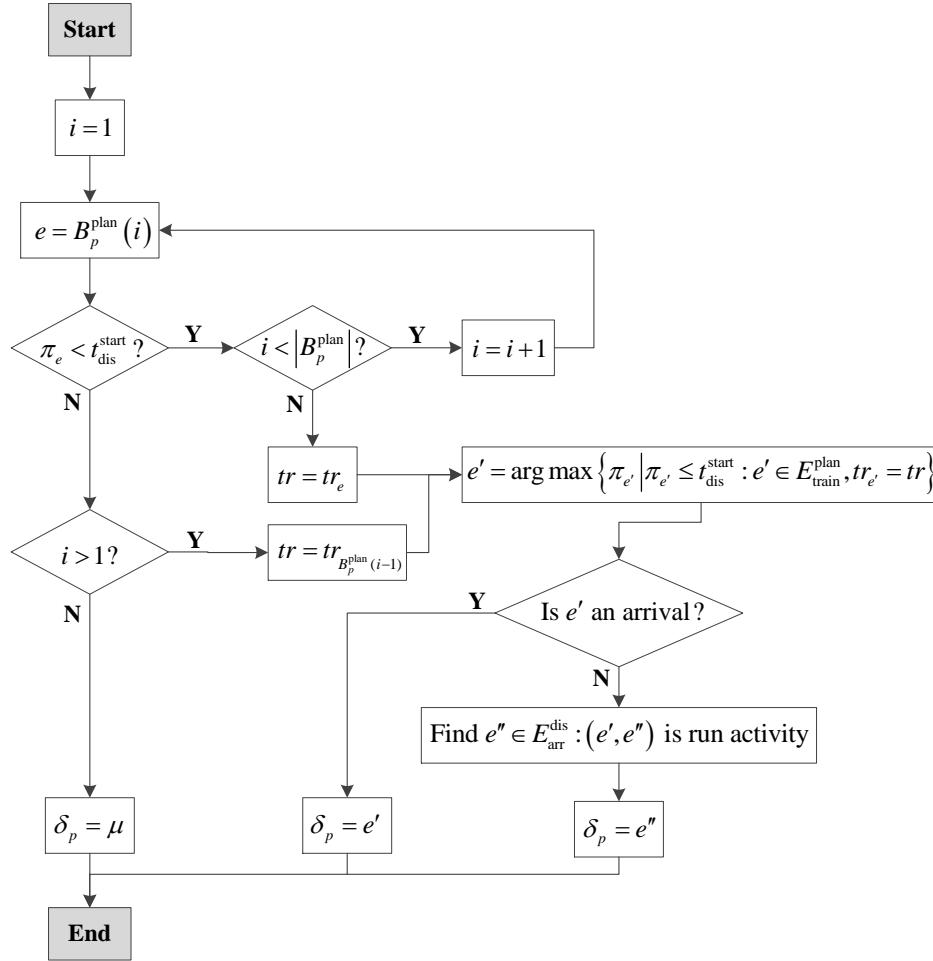 Start
i = 1
e = B_p^plan (i)
π_e < t_dis^start ?
Y
i < |B_p^plan| ?
Y
i = i + 1
N
N
tr = tr_e
e′ = arg max {π_e′ | π_e′ ≤ t_dis^start : e′ ∈ E_train^plan, tr_e′ = tr}
i > 1?
Y
tr = tr_{B_p^plan (i−1)}
N
Y
Is e′ an arrival?
N
Find e″ ∈ E_arr^dis : (e′, e″) is run activity
δ_p = μ
δ_p = e′
δ_p = e″
End